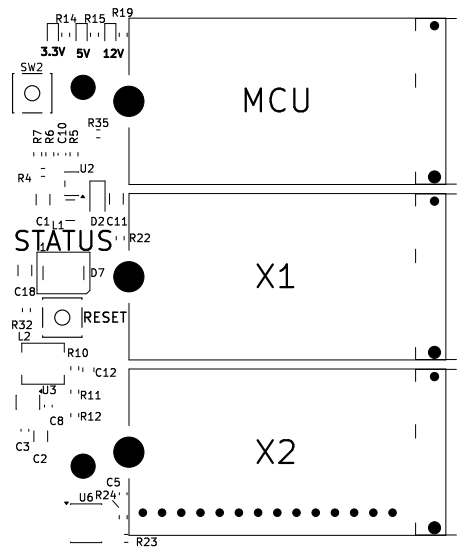 R19
R14 R15
3.3V 5V 12V
SW2
MCU
R35
R7 R6 C10 R5
U2
R4
C1 D2 C11
L1
STATUS R22
X1
D7
C18
RESET
R32
L2
R10
C12
U3
R11
C8
R12
C3
C2
X2
C5
R24
U6
R23